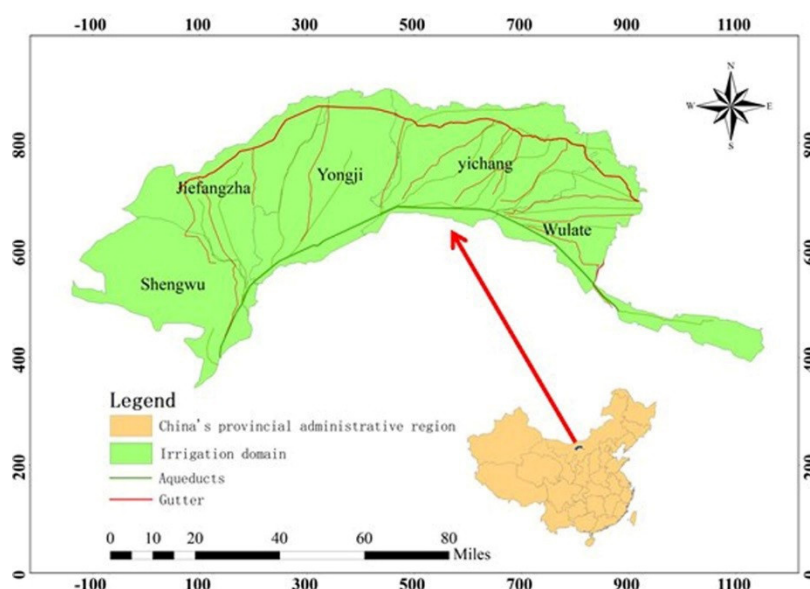 -100 100 300 500 700 900 1100
N
W E
S
800 800
yichang
Yongji
Jiefangzha
Wulate
600 600
Shengwu
400 400
Legend
China's provincial administrative region
Irrigation domain
Aqueducts
Gutter
200 200
0 10 20 40 60 80
Miles
0 0
-100 100 300 500 700 900 1100